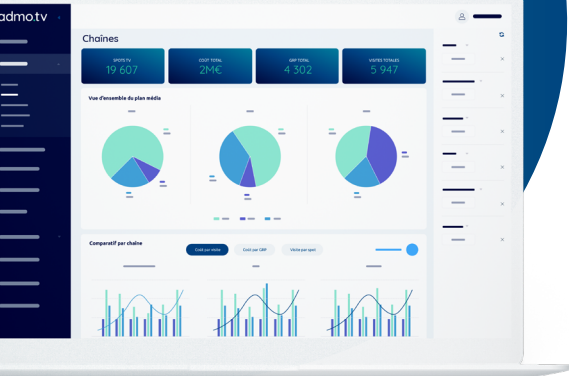 admo.tv
Chaînes
SPOTS TV
19 607
COÛT TOTAL
2M€
GRP TOTAL
4 302
VISITES TOTALES
5 947
Vue d'ensemble du plan média
Comparatif par chaîne
Coût par visite
Coût par GRP
Visite par spot